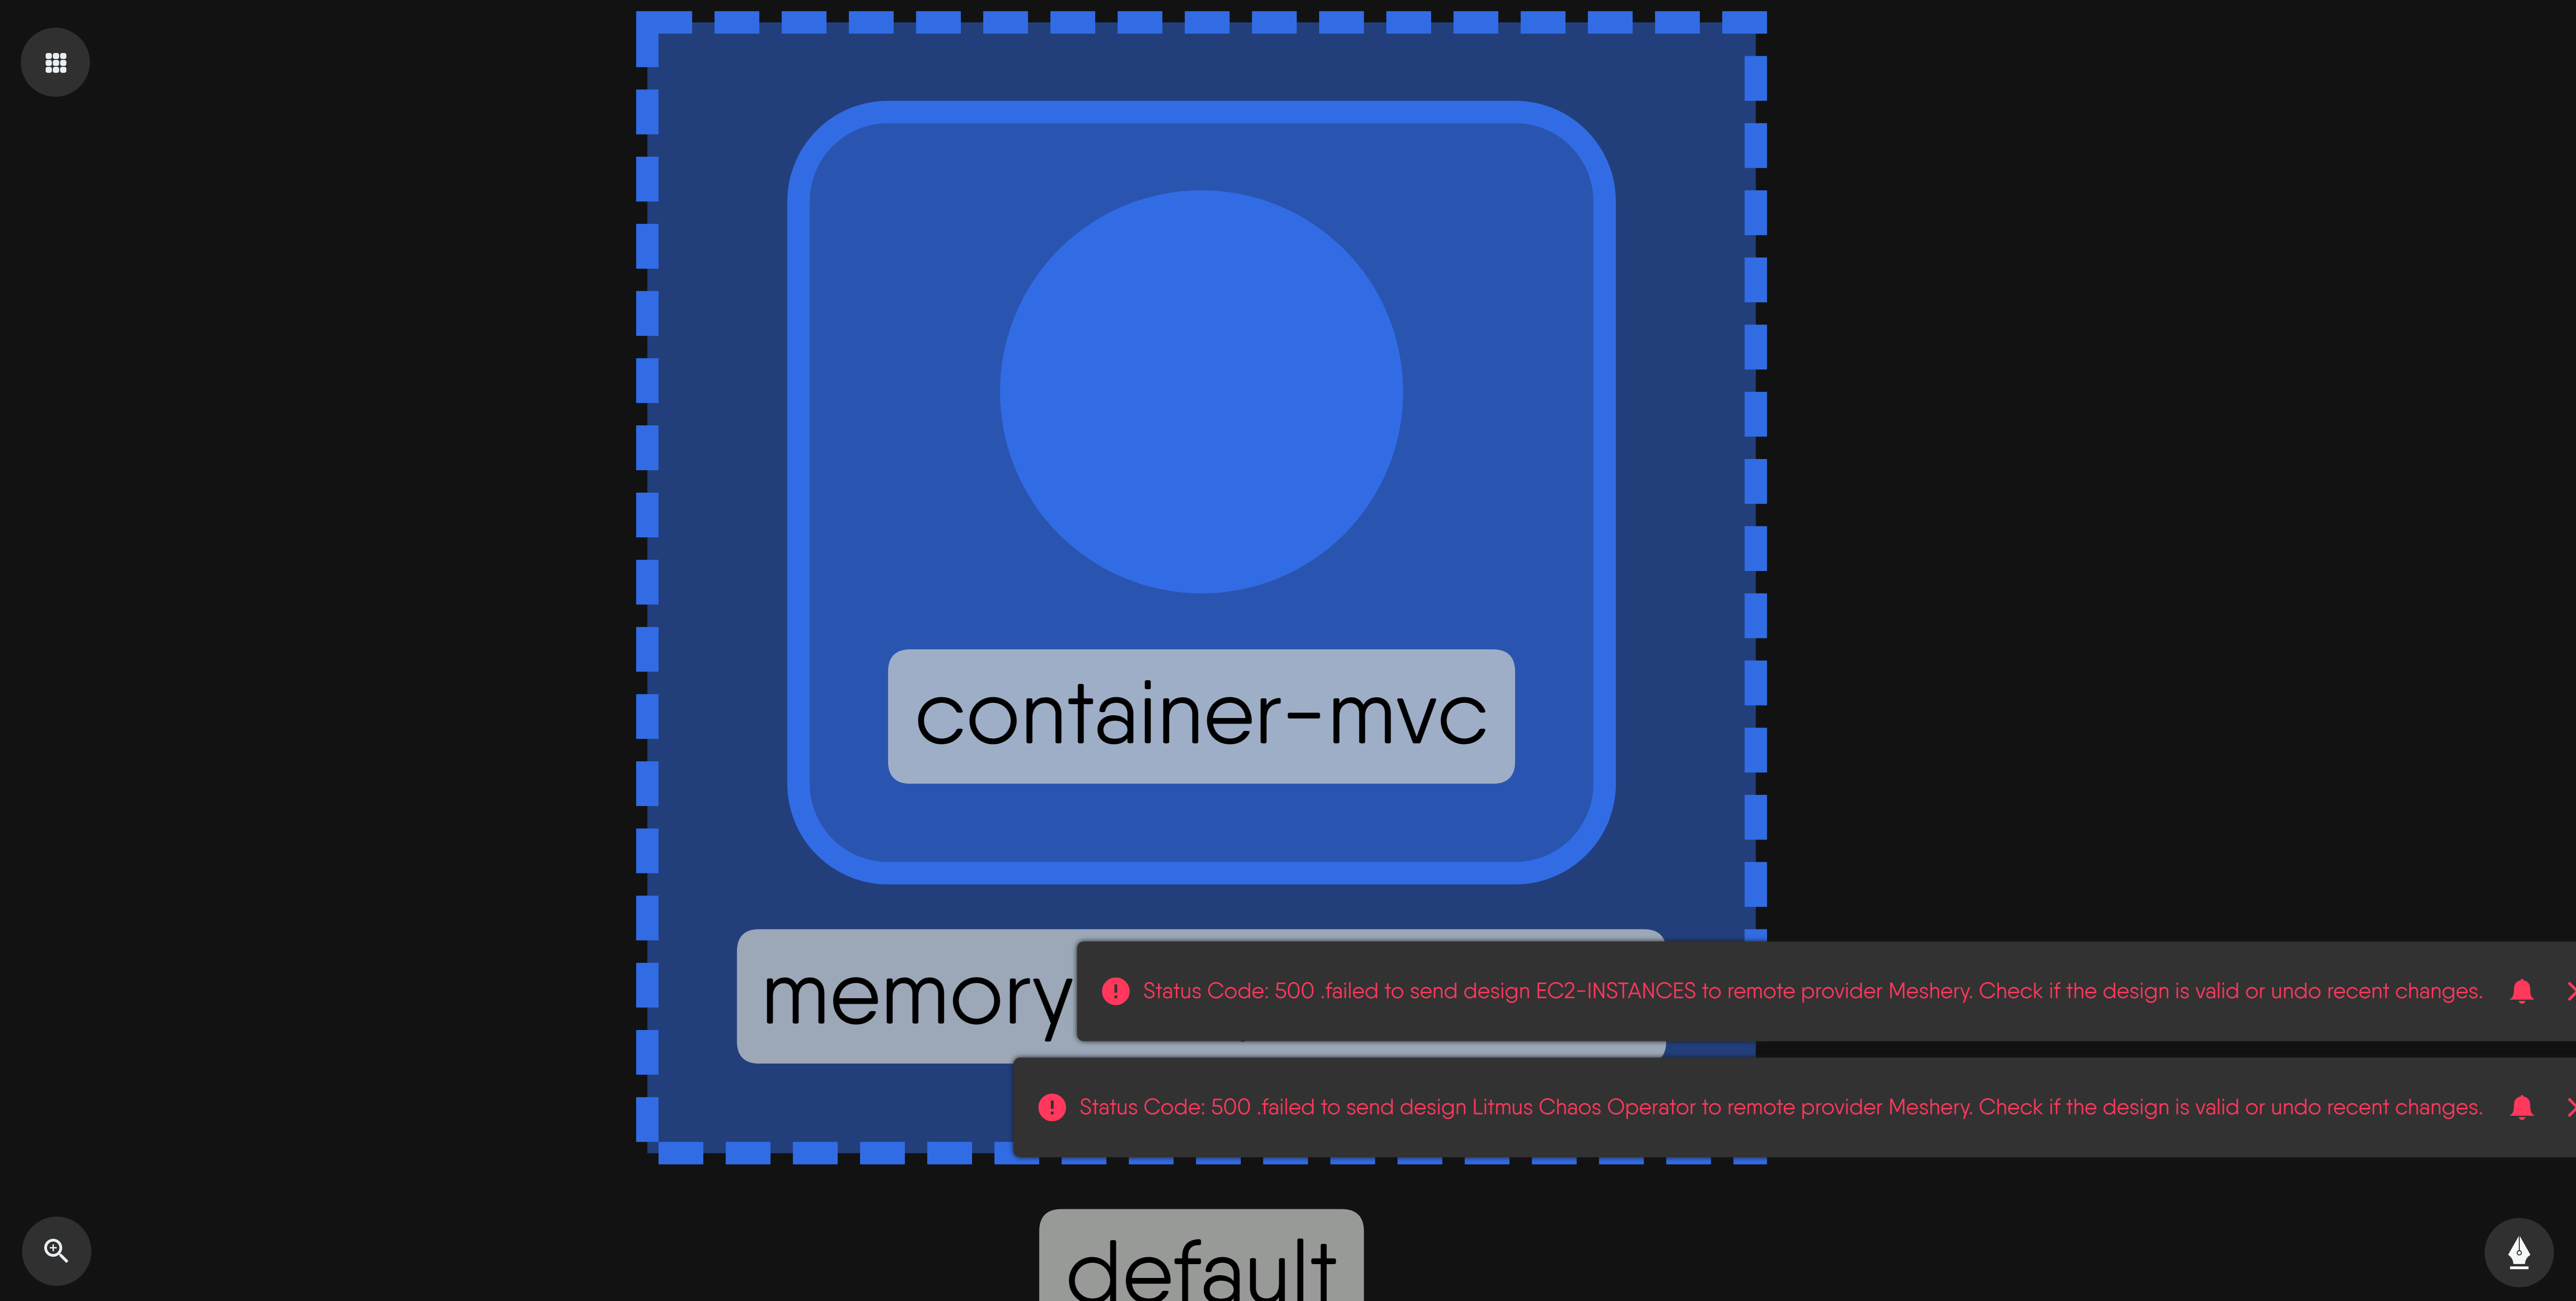 container-mvc
memory
Status Code: 500 .failed to send design EC2-INSTANCES to remote provider Meshery. Check if the design is valid or undo recent changes.
Status Code: 500 .failed to send design Litmus Chaos Operator to remote provider Meshery. Check if the design is valid or undo recent changes.
default